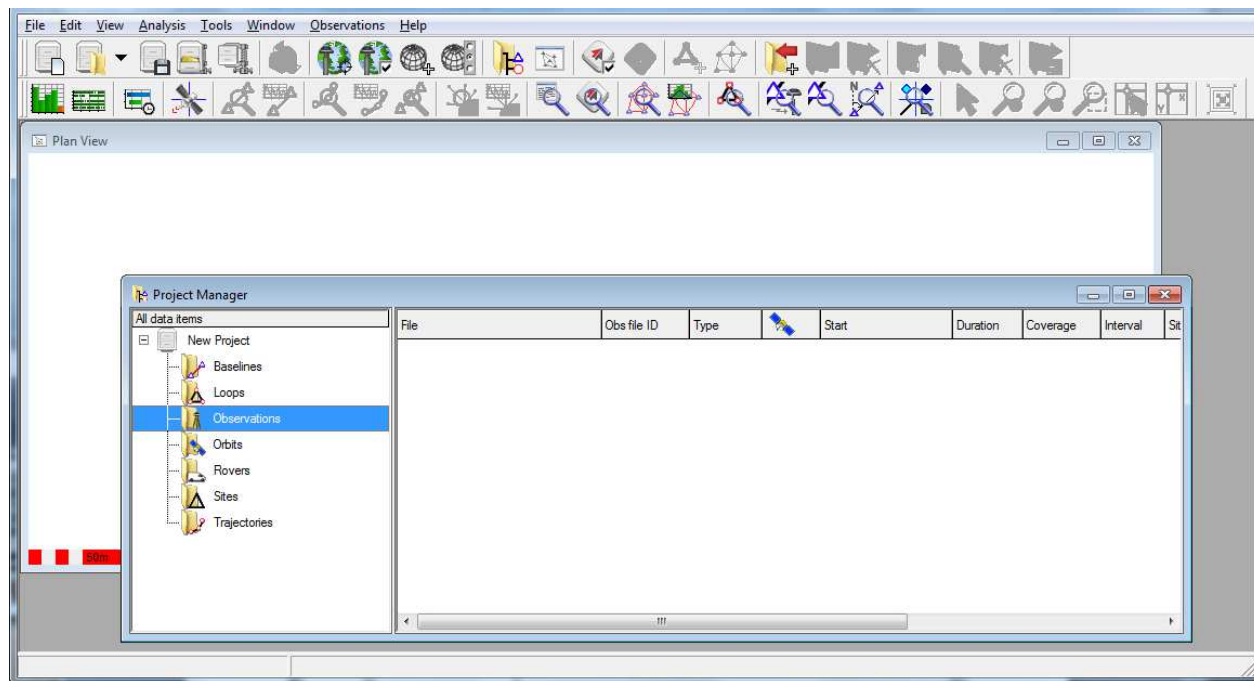 File Edit View Analysis Tools Window Observations Help
Plan View
50m
Project Manager
All data items
File Obs file ID Type Start Duration Coverage Interval Sit
New Project
Baselines
Loops
Observations
Orbits
Rovers
Sites
Trajectories